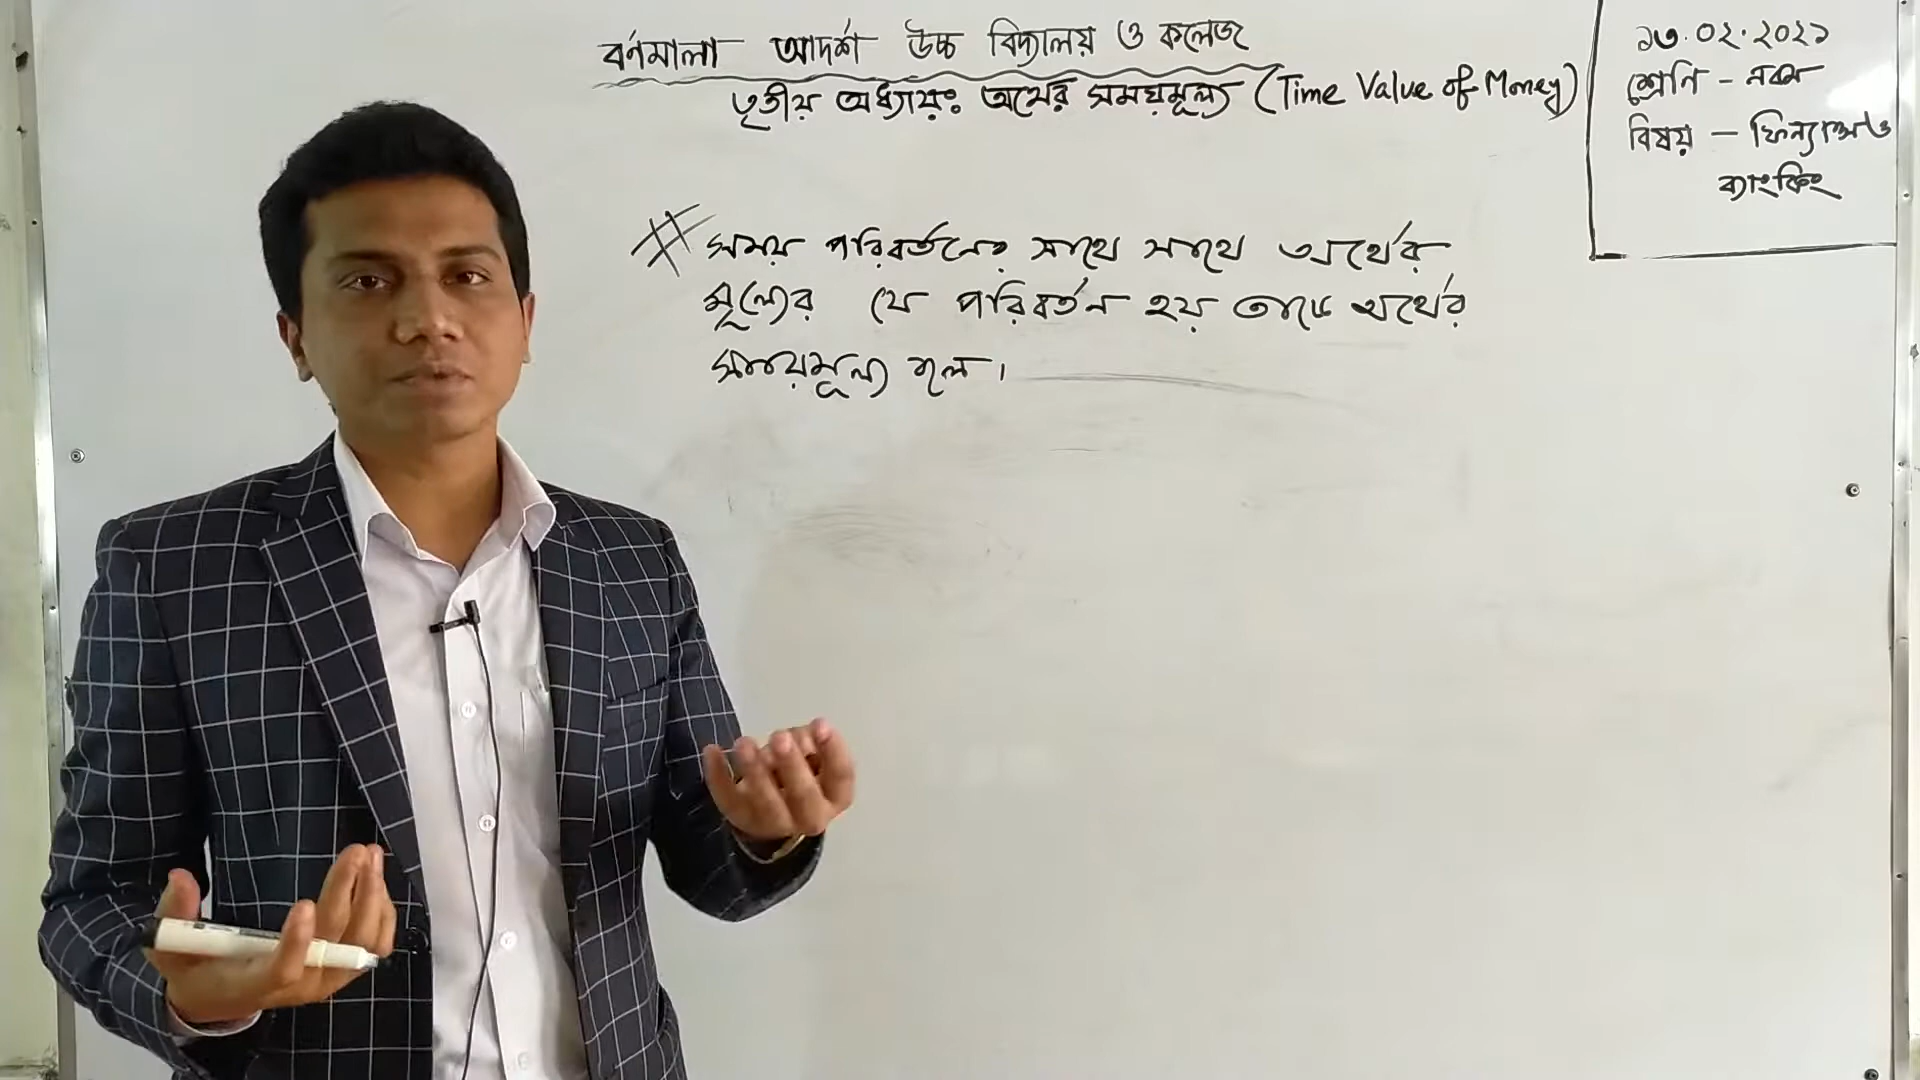 বর্ণমালা আদর্শ উচ্চ বিদ্যালয় ও কলেজ
তৃতীয় অধ্যায়ঃ অর্থের সময়মূল্য (Time Value of Money)
১৩.০২.২০২১
শ্রেণি - নবম
বিষয় - ফিন্যান্স ও
ব্যাংকিং
# সময় পরিবর্তনের সাথে সাথে অর্থের
মূল্যের যে পরিবর্তন হয় তাকে অর্থের
সময়মূল্য বলে।